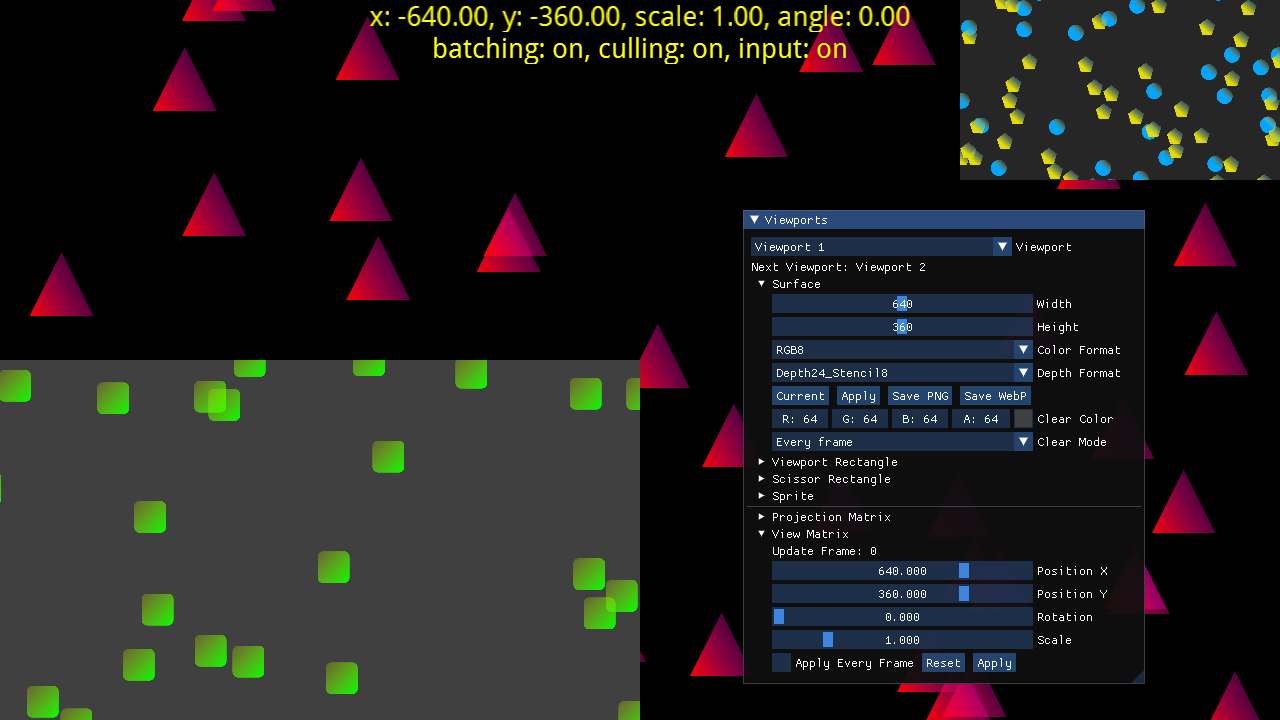 x: -640.00, y: -360.00, scale: 1.00, angle: 0.00
batching: on, culling: on, input: on
Viewports
Viewport 1 Viewport
Next Viewport: Viewport 2
Surface
640 Width
360 Height
RGB8 Color Format
Depth24_Stencil8 Depth Format
Current Apply Save PNG Save WebP
R: 64 G: 64 B: 64 A: 64 Clear Color
Every frame Clear Mode
Viewport Rectangle
Scissor Rectangle
Sprite
Projection Matrix
View Matrix
Update Frame: 0
640.000 Position X
360.000 Position Y
0.000 Rotation
1.000 Scale
Apply Every Frame Reset Apply